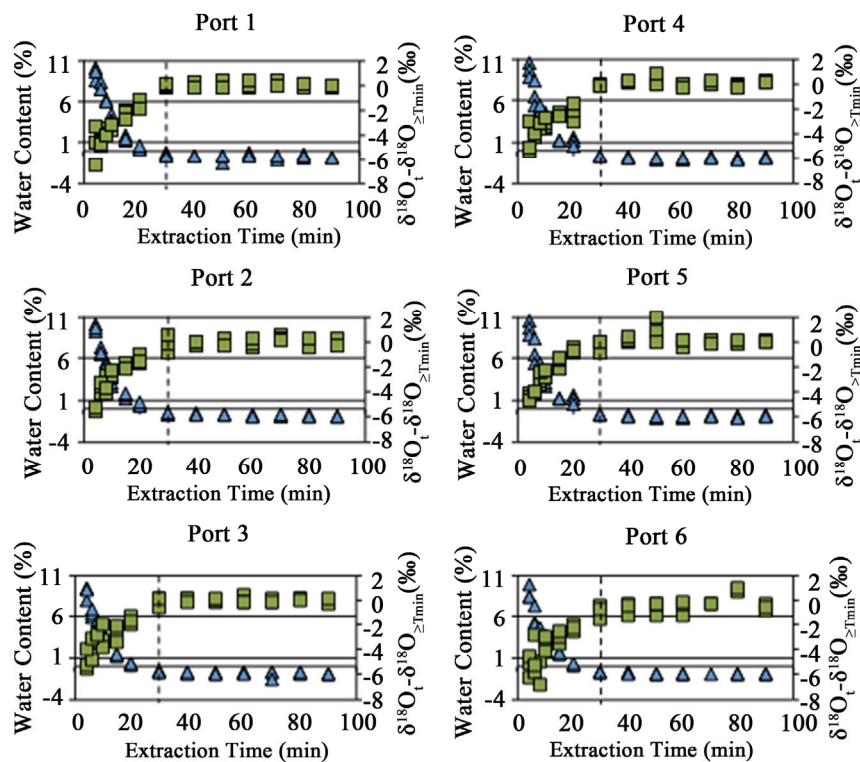 Port 1
Water Content (%)
11
6
1
-4
0 20 40 60 80 100
Extraction Time (min)
2
0
-2
-4
-6
-8
δ¹⁸Oₜ-δ¹⁸O≥Tmin(‰)
Port 4
Water Content (%)
11
6
1
-4
0 20 40 60 80 100
Extraction Time (min)
2
0
-2
-4
-6
-8
δ¹⁸Oₜ-δ¹⁸O≥Tmin(‰)
Port 2
Water Content (%)
11
6
1
-4
0 20 40 60 80 100
Extraction Time (min)
2
0
-2
-4
-6
-8
δ¹⁸Oₜ-δ¹⁸O≥Tmin(‰)
Port 5
Water Content (%)
11
6
1
-4
0 20 40 60 80 100
Extraction Time (min)
2
0
-2
-4
-6
-8
δ¹⁸Oₜ-δ¹⁸O≥Tmin(‰)
Port 3
Water Content (%)
11
6
1
-4
0 20 40 60 80 100
Extraction Time (min)
2
0
-2
-4
-6
-8
δ¹⁸Oₜ-δ¹⁸O≥Tmin(‰)
Port 6
Water Content (%)
11
6
1
-4
0 20 40 60 80 100
Extraction Time (min)
2
0
-2
-4
-6
-8
δ¹⁸Oₜ-δ¹⁸O≥Tmin(‰)